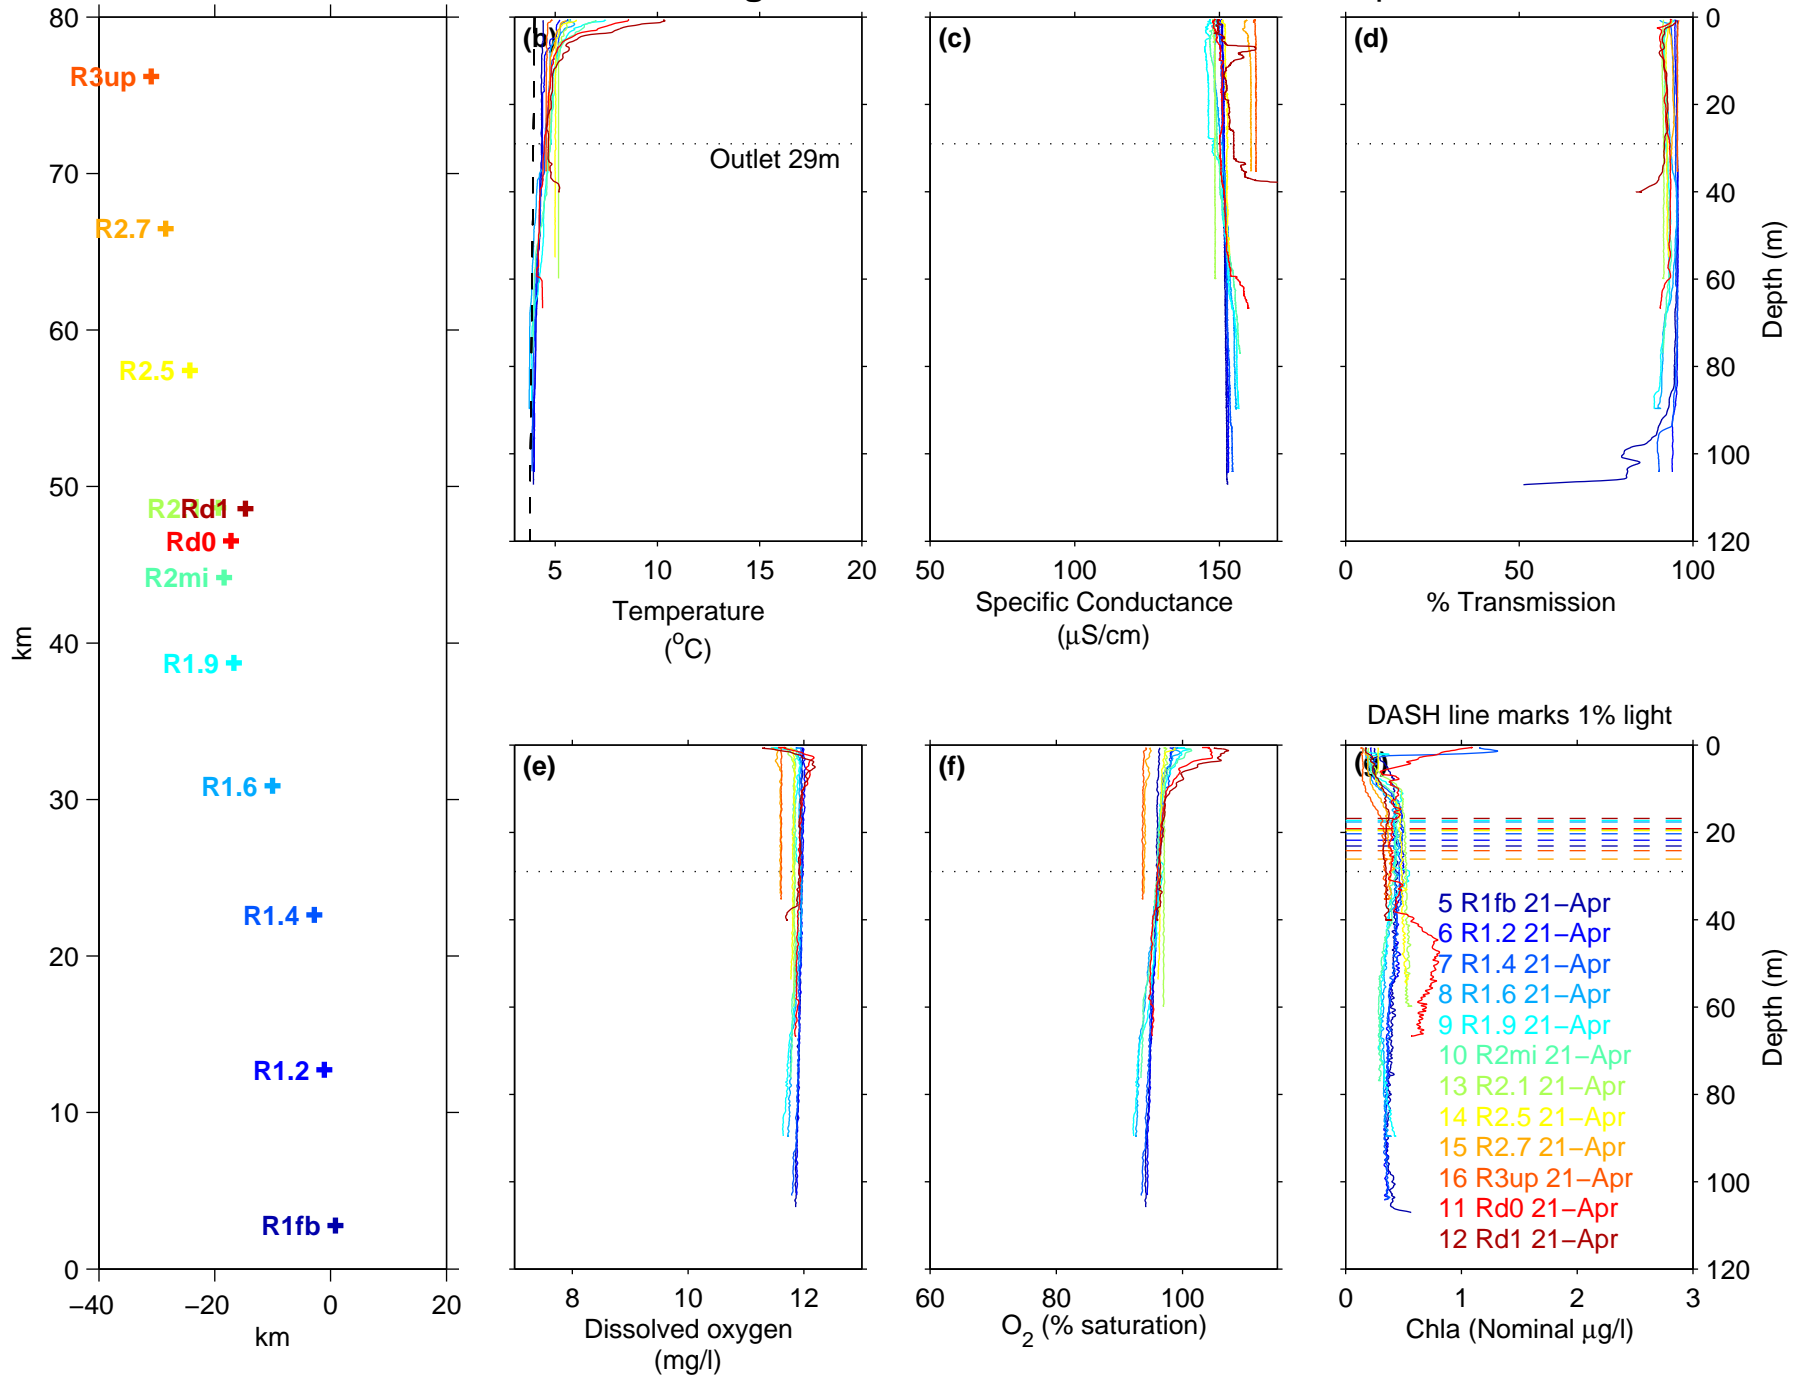 80
70
60
50
40
30
20
10
0
km
−40
−20
0
20
km
R3up
R2.7
R2.5
Rd1
Rd0
R2mi
R1.9
R1.6
R1.4
R1.2
R1fb
(b)
Outlet 29m
5
10
15
20
Temperature
(°C)
(c)
50
100
150
Specific Conductance
(µS/cm)
(d)
0
50
100
% Transmission
0
20
40
60
80
100
120
Depth (m)
(e)
8
10
12
Dissolved oxygen
(mg/l)
(f)
60
80
100
O2 (% saturation)
DASH line marks 1% light
5 R1fb 21−Apr
6 R1.2 21−Apr
7 R1.4 21−Apr
8 R1.6 21−Apr
9 R1.9 21−Apr
10 R2mi 21−Apr
13 R2.1 21−Apr
14 R2.5 21−Apr
15 R2.7 21−Apr
16 R3up 21−Apr
11 Rd0 21−Apr
12 Rd1 21−Apr
0
1
2
3
Chla (Nominal µg/l)
0
20
40
60
80
100
120
Depth (m)